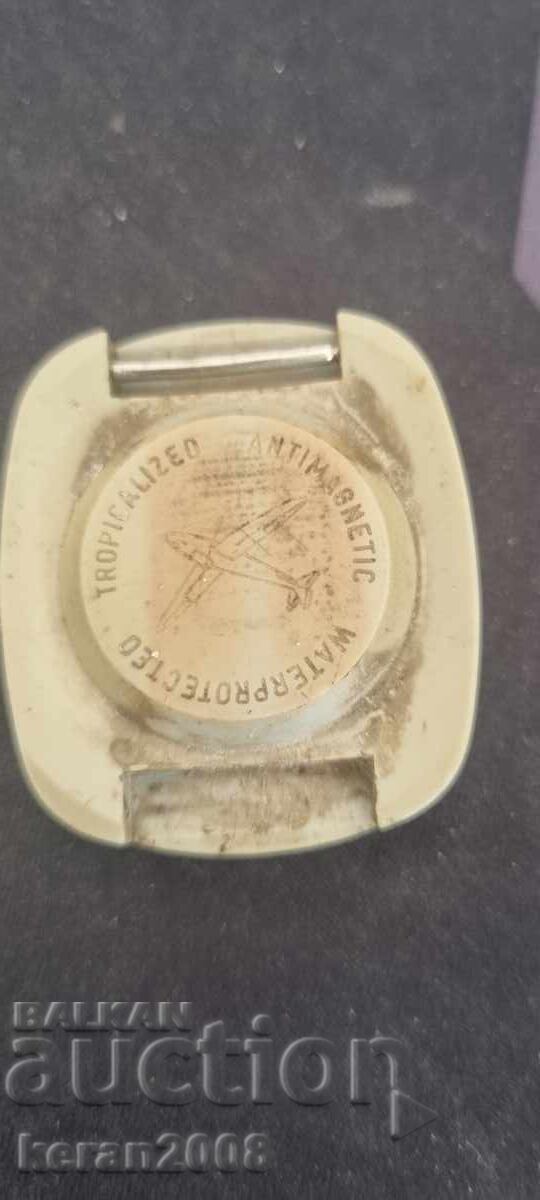 TROPICALIZED ANTIMAGNETIC WATERPROTECTED
BALKAN
auction
keran2008